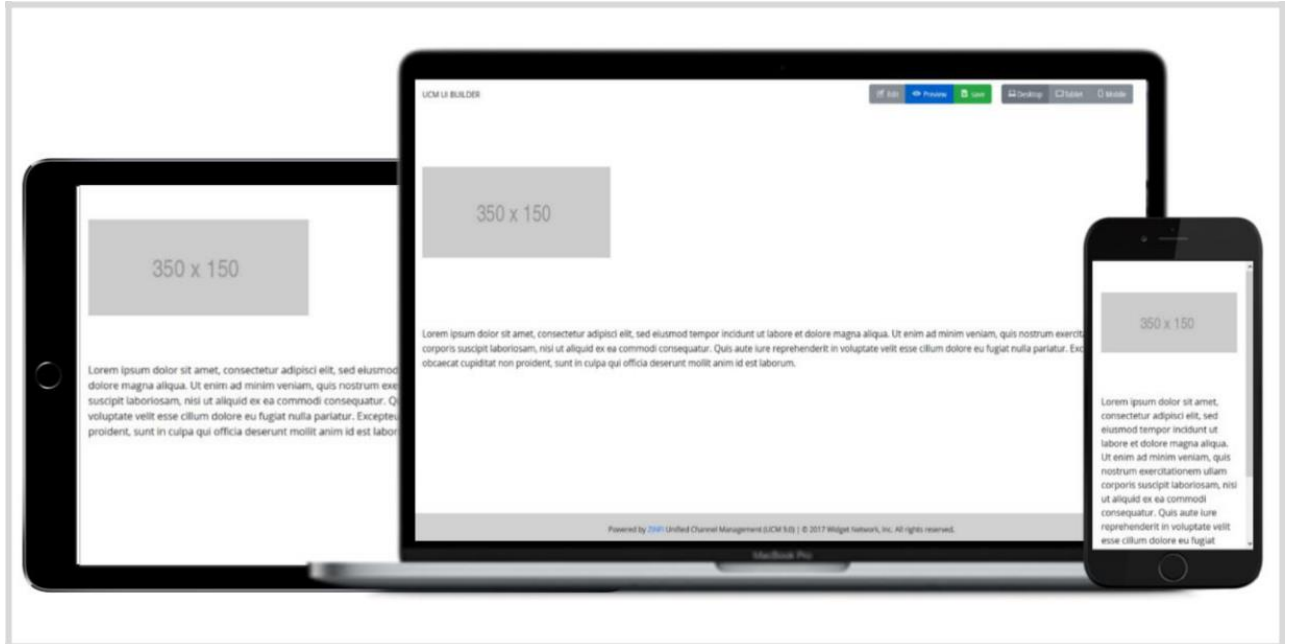 UCM UI BUILDER
Edit Preview save Desktop Tablet Mobile
350 x 150
Lorem ipsum dolor sit amet, consectetur adipisci elit, sed eiusmod tempor incidunt ut labore et dolore magna aliqua. Ut enim ad minim veniam, quis nostrum exercit
corporis suscipit laboriosam, nisi ut aliquid ex ea commodi consequatur. Quis aute iure reprehenderit in voluptate velit esse cillum dolore eu fugiat nulla pariatur. Exc
obcaecat cupiditat non proident, sunt in culpa qui officia deserunt mollit anim id est laborum.
Powered by ZINFI Unified Channel Management (UCM 9.0) | © 2017 Widget Network, Inc. All rights reserved.
MacBook Pro
350 x 150
Lorem ipsum dolor sit amet, consectetur adipisci elit, sed eiusmod
dolore magna aliqua. Ut enim ad minim veniam, quis nostrum exe
suscipit laboriosam, nisi ut aliquid ex ea commodi consequatur. Q
voluptate velit esse cillum dolore eu fugiat nulla pariatur. Excepteu
proident, sunt in culpa qui officia deserunt mollit anim id est labor
350 x 150
Lorem ipsum dolor sit amet,
consectetur adipisci elit, sed
eiusmod tempor incidunt ut
labore et dolore magna aliqua.
Ut enim ad minim veniam, quis
nostrum exercitationem ullam
corporis suscipit laboriosam, nisi
ut aliquid ex ea commodi
consequatur. Quis aute iure
reprehenderit in voluptate velit
esse cillum dolore eu fugiat